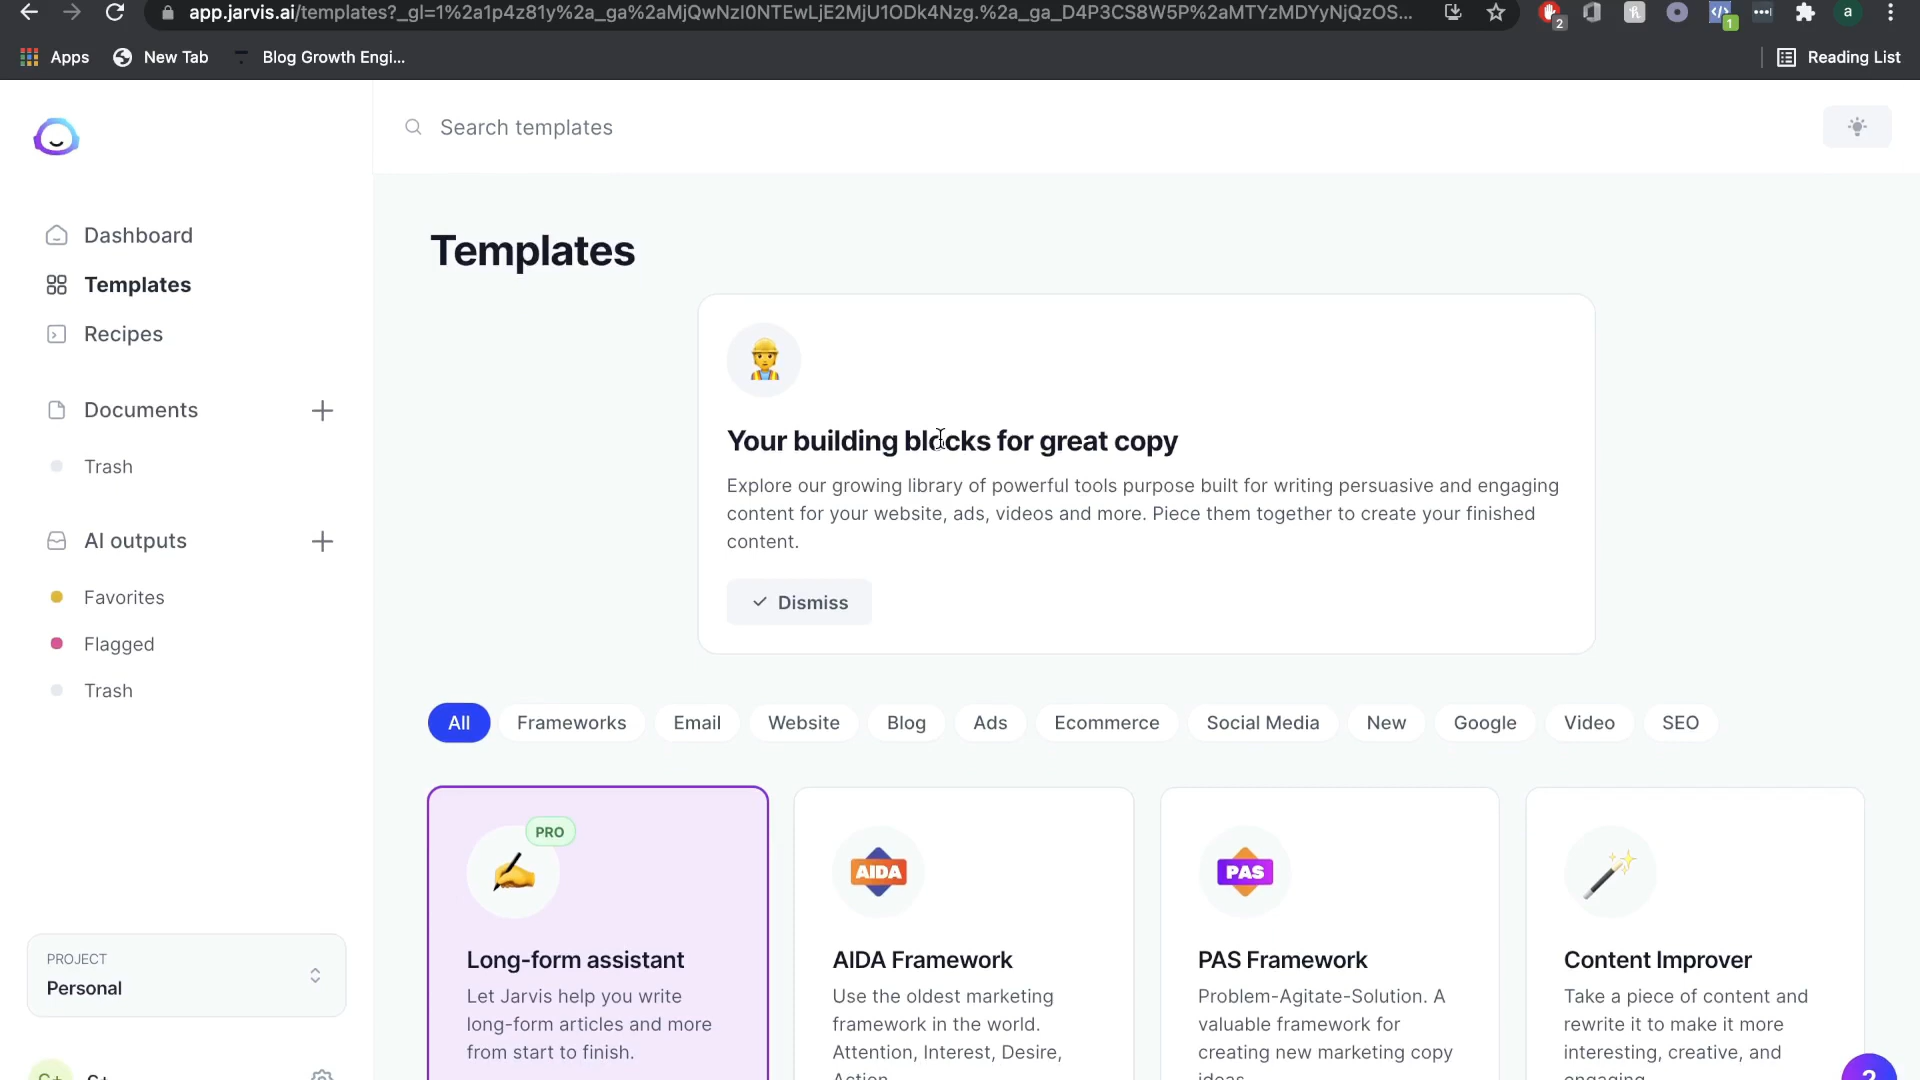 app.jarvis.ai/templates?_gl=1%2a1p4z81y%2a_ga%2aMjQwNzI0NTEwLjE2MjU1ODk4Nzg.%2a_ga_D4P3CS8W5P%2aMTYzMDYyNjQzOS...
2
1
a
Apps
New Tab
Blog Growth Engi...
Reading List
Search templates
Dashboard
Templates
Recipes
Documents
Trash
AI outputs
Favorites
Flagged
Trash
PROJECT
Personal
Templates
Your building blocks for great copy
Explore our growing library of powerful tools purpose built for writing persuasive and engaging
content for your website, ads, videos and more. Piece them together to create your finished
content.
Dismiss
All
Frameworks
Email
Website
Blog
Ads
Ecommerce
Social Media
New
Google
Video
SEO
PRO
Long-form assistant
Let Jarvis help you write
long-form articles and more
from start to finish.
AIDA
AIDA Framework
Use the oldest marketing
framework in the world.
Attention, Interest, Desire,
Action
PAS
PAS Framework
Problem-Agitate-Solution. A
valuable framework for
creating new marketing copy
ideas
Content Improver
Take a piece of content and
rewrite it to make it more
interesting, creative, and
engaging
?